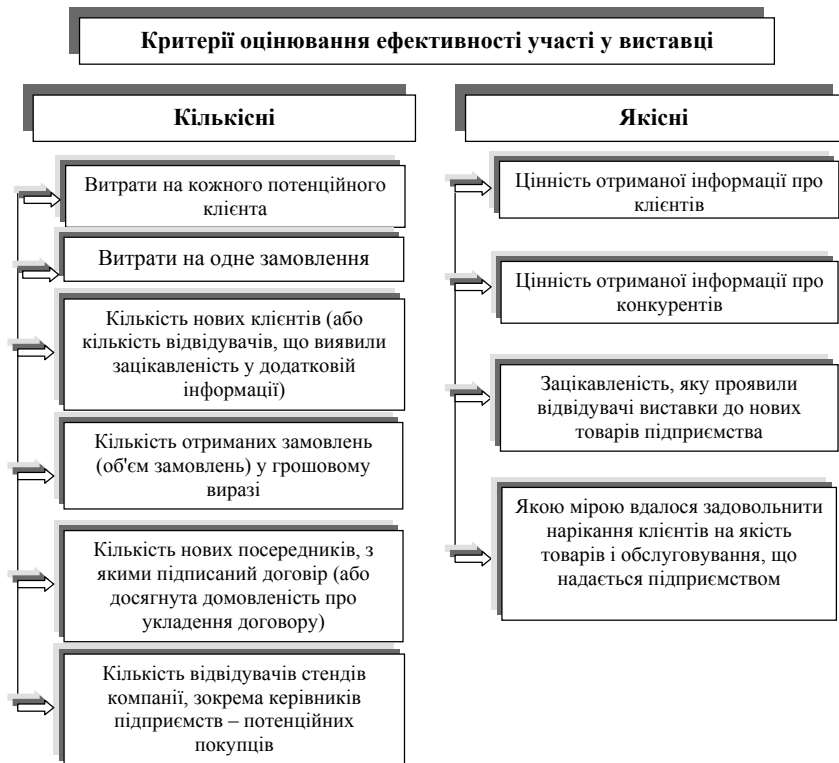 Критерії оцінювання ефективності участі у виставці
Кількісні
Витрати на кожного потенційного
клієнта
Витрати на одне замовлення
Кількість нових клієнтів (або
кількість відвідувачів, що виявили
зацікавленість у додатковій
інформації)
Кількість отриманих замовлень
(об'єм замовлень) у грошовому
виразі
Кількість нових посередників, з
якими підписаний договір (або
досягнута домовленість про
укладення договору)
Кількість відвідувачів стендів
компанії, зокрема керівників
підприємств – потенційних
покупців
Якісні
Цінність отриманої інформації про
клієнтів
Цінність отриманої інформації про
конкурентів
Зацікавленість, яку проявили
відвідувачі виставки до нових
товарів підприємства
Якою мірою вдалося задовольнити
нарікання клієнтів на якість
товарів і обслуговування, що
надається підприємством